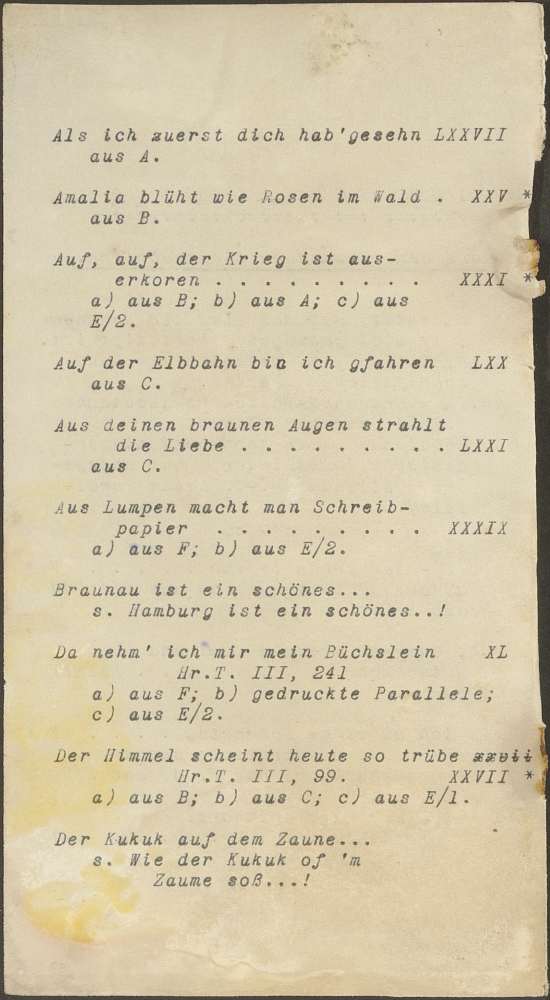 Als ich zuerst dich hab'gesehn LXXVII
aus A.
Amalia blüht wie Rosen im Wald . XXV *
aus B.
Auf, auf, der Krieg ist aus-
erkoren . . . . . . . . . XXXI *
a) aus B; b) aus A; c) aus
E/2.
Auf der Elbbahn bin ich gfahren LXX
aus C.
Aus deinen braunen Augen strahlt
die Liebe . . . . . . . . . LXXI
aus C.
Aus Lumpen macht man Schreib-
papier . . . . . . . . . XXXIX
a) aus F; b) aus E/2.
Braunau ist ein schönes...
s. Hamburg ist ein schönes..!
Da nehm' ich mir mein Büchslein XL
Hr.T. III, 241
a) aus F; b) gedruckte Parallele;
c) aus E/2.
Der Himmel scheint heute so trübe xxvii
Hr.T. III, 99. XXVII *
a) aus B; b) aus C; c) aus E/1.
Der Kukuk auf dem Zaune...
s. Wie der Kukuk of 'm
Zaume soß...!